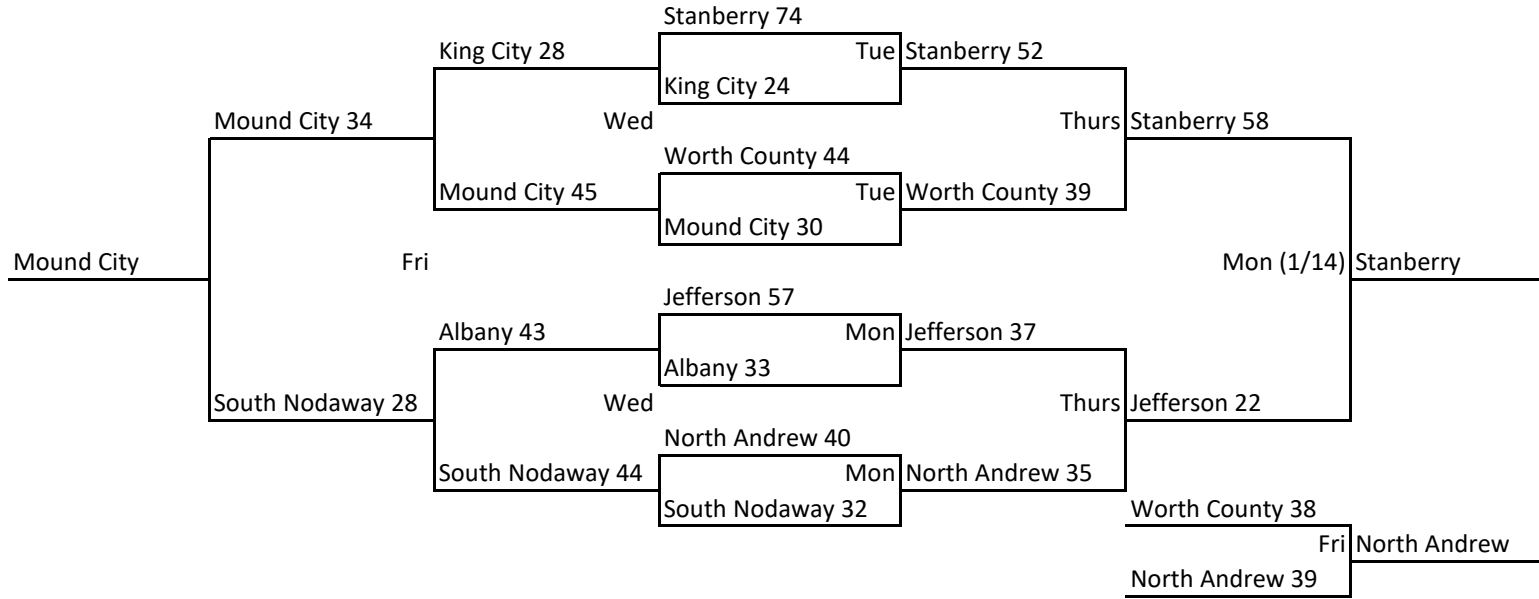 Stanberry 74
King City 28
Tue Stanberry 52
King City 24
Mound City 34
Wed
Thurs Stanberry 58
Worth County 44
Mound City 45
Tue Worth County 39
Mound City 30
Mound City
Fri
Mon (1/14) Stanberry
Jefferson 57
Albany 43
Mon Jefferson 37
Albany 33
South Nodaway 28
Wed
Thurs Jefferson 22
North Andrew 40
South Nodaway 44
Mon North Andrew 35
South Nodaway 32
Worth County 38
Fri North Andrew
North Andrew 39